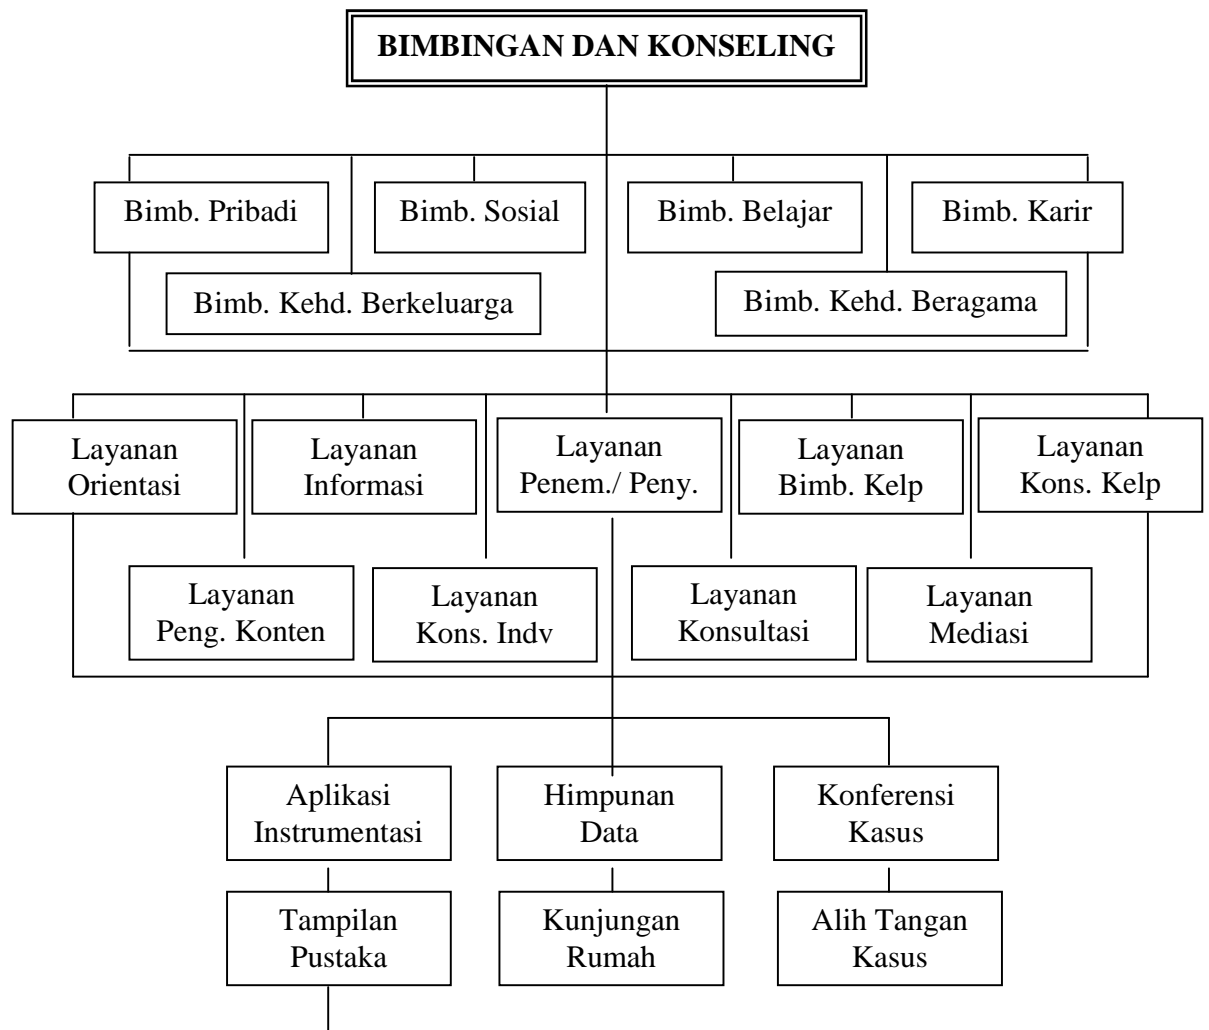 BIMBINGAN DAN KONSELING
Bimb. Pribadi
Bimb. Sosial
Bimb. Belajar
Bimb. Karir
Bimb. Kehd. Berkeluarga
Bimb. Kehd. Beragama
Layanan
Orientasi
Layanan
Informasi
Layanan
Penem./ Peny.
Layanan
Bimb. Kelp
Layanan
Kons. Kelp
Layanan
Peng. Konten
Layanan
Kons. Indv
Layanan
Konsultasi
Layanan
Mediasi
Aplikasi
Instrumentasi
Himpunan
Data
Konferensi
Kasus
Tampilan
Pustaka
Kunjungan
Rumah
Alih Tangan
Kasus